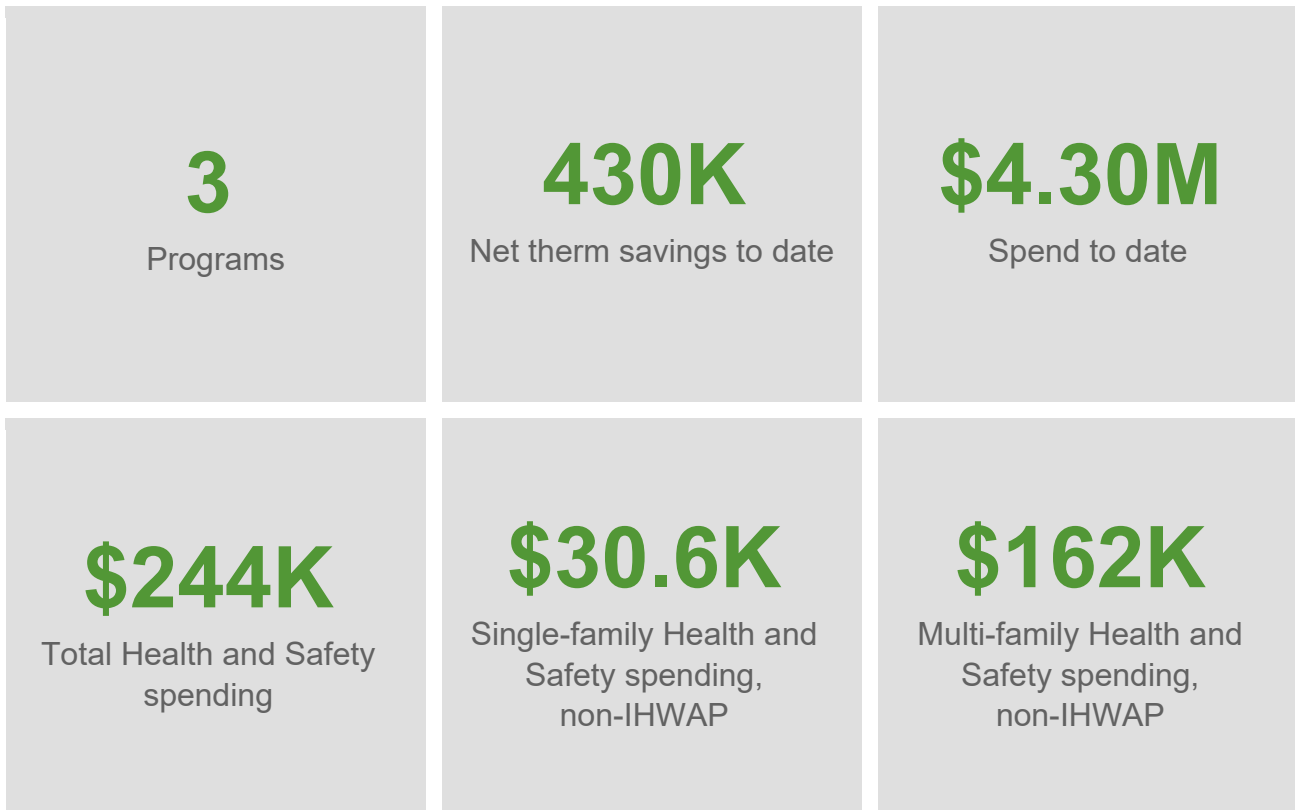 3
Programs
430K
Net therm savings to date
$4.30M
Spend to date
$244K
Total Health and Safety
spending
$30.6K
Single-family Health and
Safety spending,
non-IHWAP
$162K
Multi-family Health and
Safety spending,
non-IHWAP